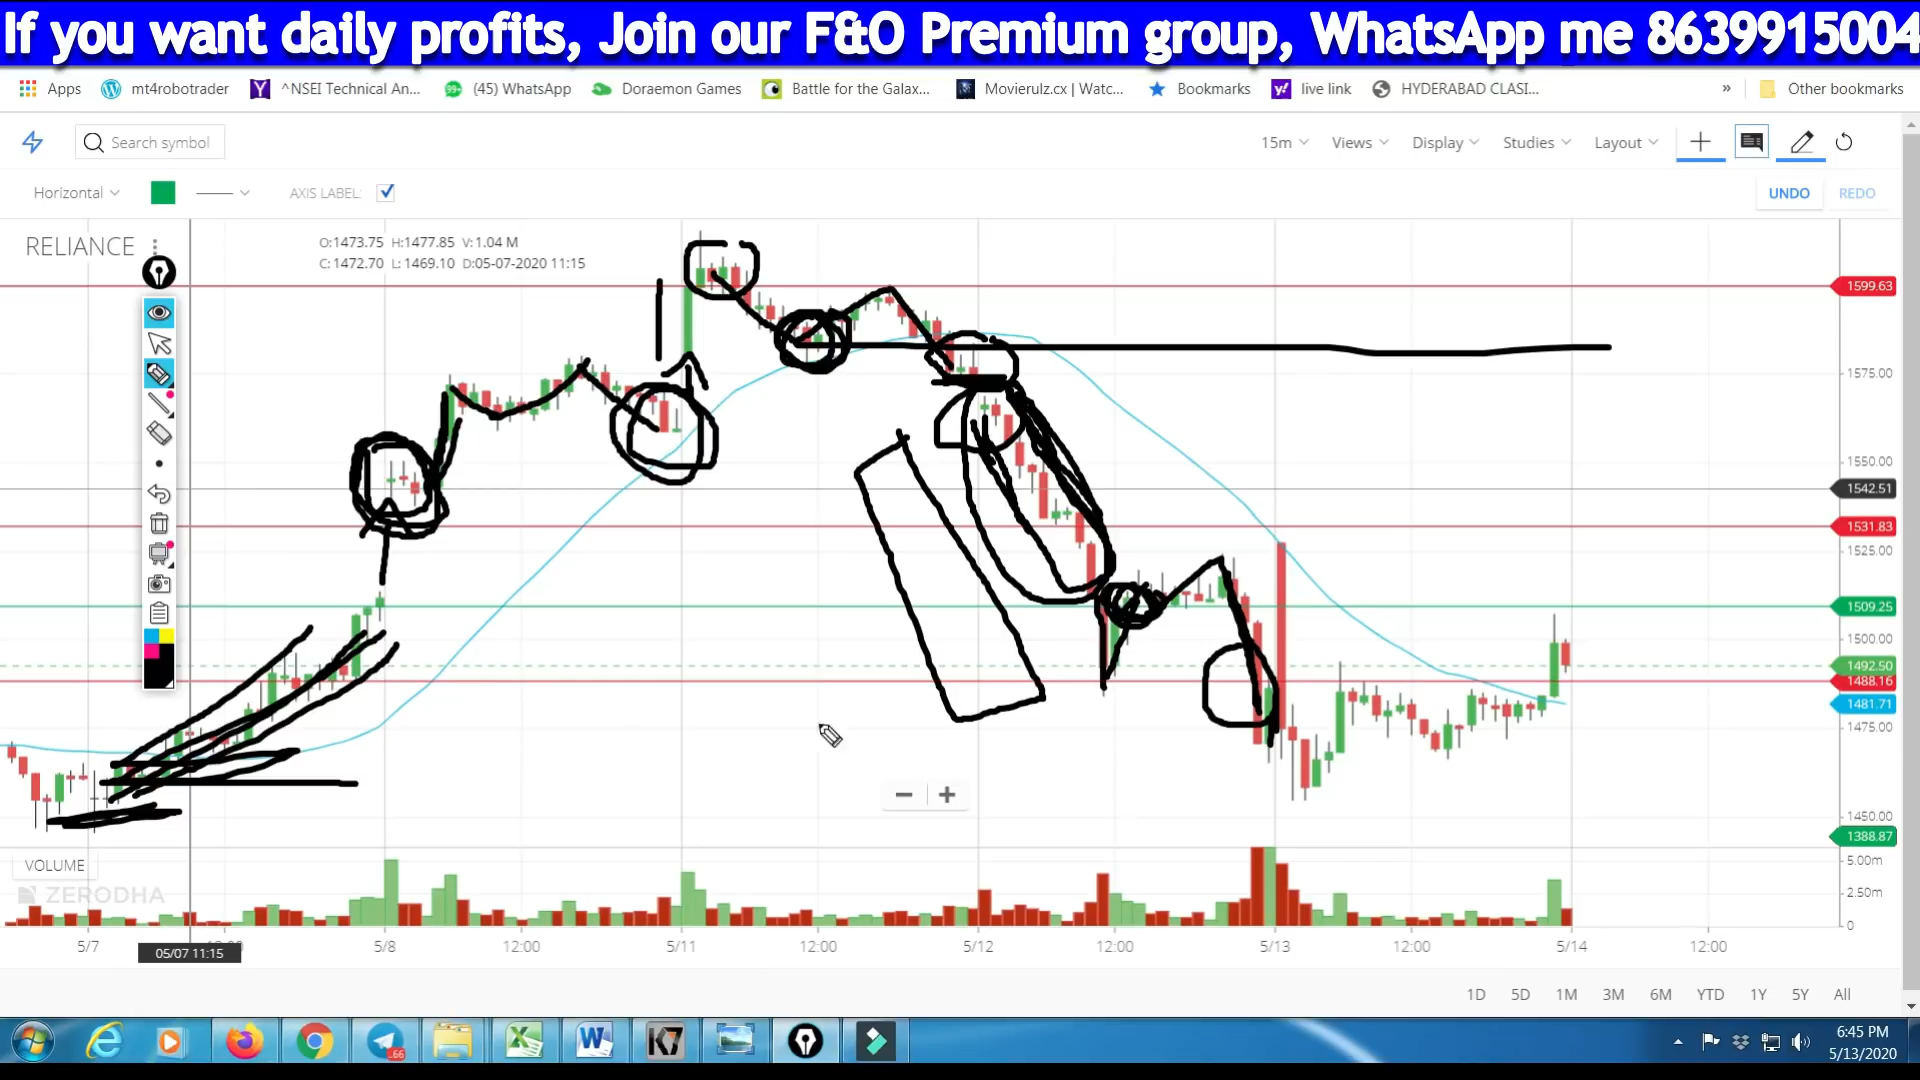 If you want daily profits, Join our F&O Premium group, WhatsApp me 8639915004
Apps mt4robotrader ^NSEI Technical An... (45) WhatsApp Doraemon Games Battle for the Galax... Movierulz.cx | Watc... Bookmarks live link HYDERABAD CLASI... » Other bookmarks
Search symbol 15m Views Display Studies Layout
Horizontal AXIS LABEL: UNDO REDO
RELIANCE
O:1473.75 H:1477.85 V:1.04 M
C:1472.70 L:1469.10 D:05-07-2020 11:15
1599.63
1575.00
1550.00
1542.51
1531.83
1525.00
1509.25
1500.00
1492.50
1488.16
1481.71
1475.00
1450.00
1388.87
VOLUME
5.00m
ZERODHA
2.50m
0
5/7 5/8 12:00 5/11 12:00 5/12 12:00 5/13 12:00 5/14 12:00
05/07 11:15
1D 5D 1M 3M 6M YTD 1Y 5Y All
66
K7
6:45 PM
5/13/2020